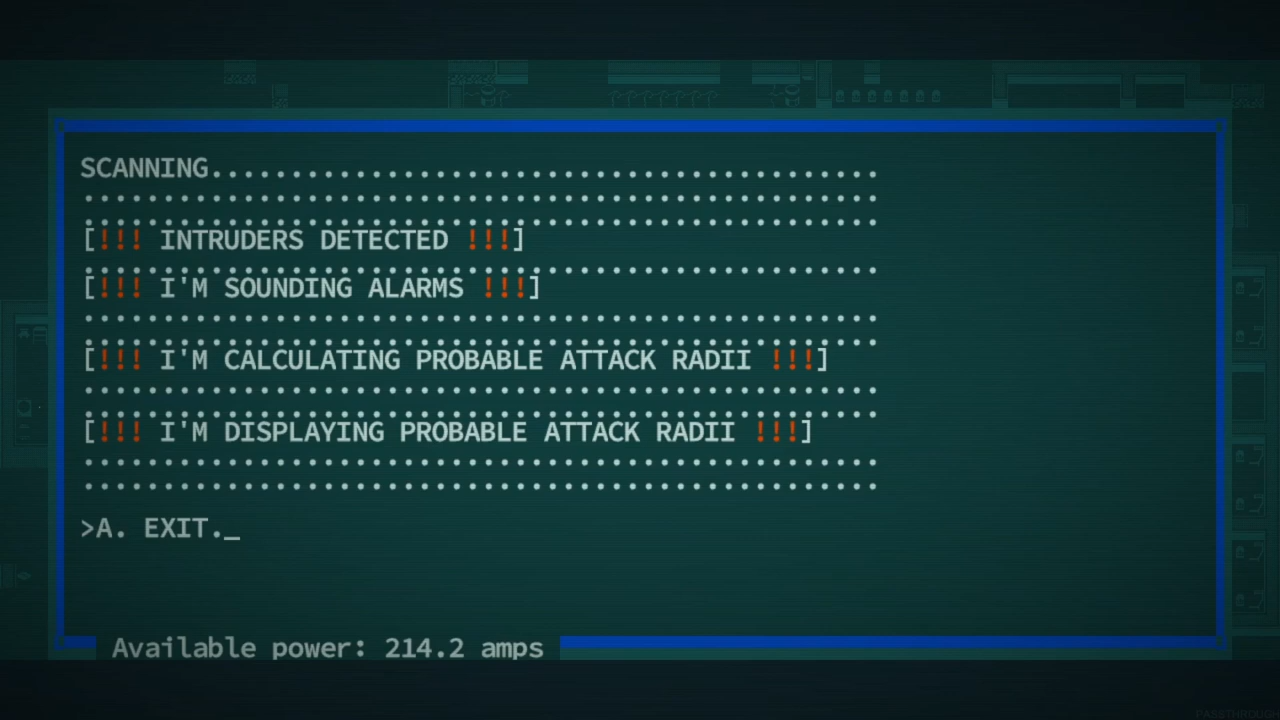 SCANNING..........................................
..................................................
..................................................
[!!! INTRUDERS DETECTED !!!]
..................................................
[!!! I'M SOUNDING ALARMS !!!]
..................................................
..................................................
[!!! I'M CALCULATING PROBABLE ATTACK RADII !!!]
..................................................
..................................................
[!!! I'M DISPLAYING PROBABLE ATTACK RADII !!!]
..................................................
..................................................
>A. EXIT._
Available power: 214.2 amps